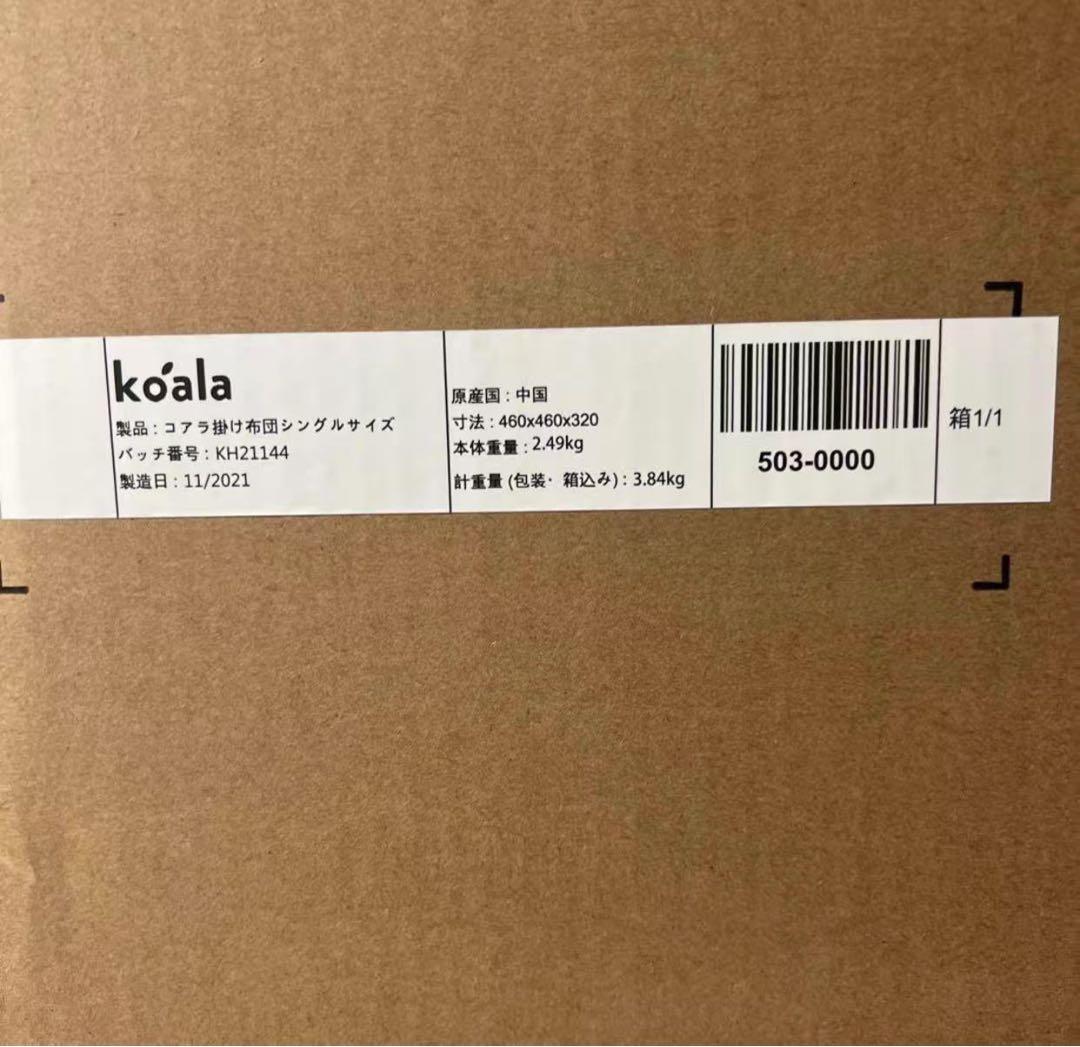 koala
製品 : コアラ掛け布団シングルサイズ
バッチ番号 : KH21144
製造日 : 11/2021
原産国 : 中国
寸法 : 460x460x320
本体重量 : 2.49kg
計重量 (包装· 箱込み) : 3.84kg
503-0000
箱1/1